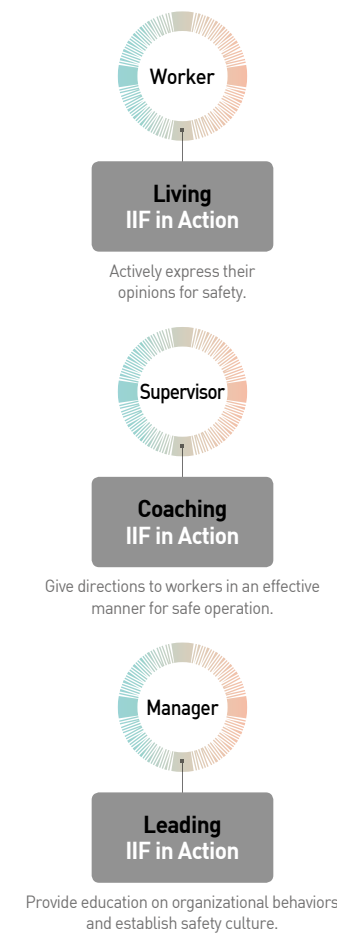 Worker
Living
IIF in Action
Actively express their
opinions for safety.
Supervisor
Coaching
IIF in Action
Give directions to workers in an effective
manner for safe operation.
Manager
Leading
IIF in Action
Provide education on organizational behaviors
and establish safety culture.